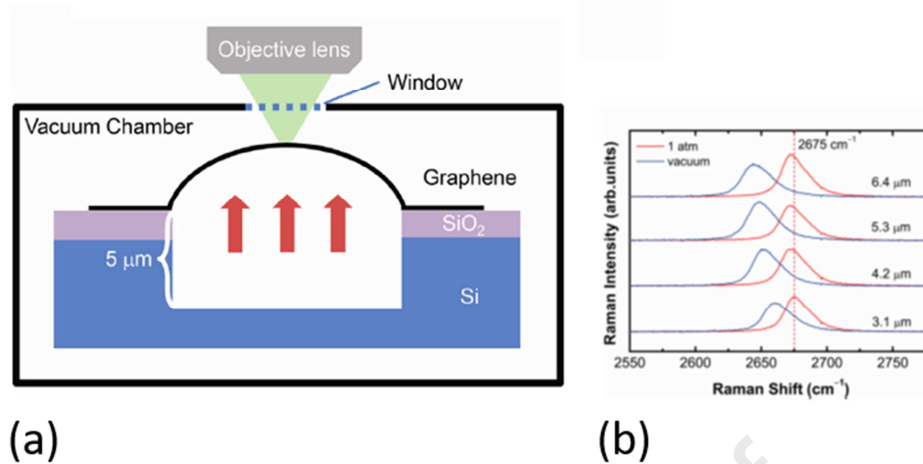 Objective lens
Window
Vacuum Chamber
Graphene
SiO2
5 μm
Si
(a)
1 atm
vacuum
2675 cm⁻¹
6.4 μm
5.3 μm
4.2 μm
3.1 μm
Raman Intensity (arb.units)
2550 2600 2650 2700 2750
Raman Shift (cm⁻¹)
(b)